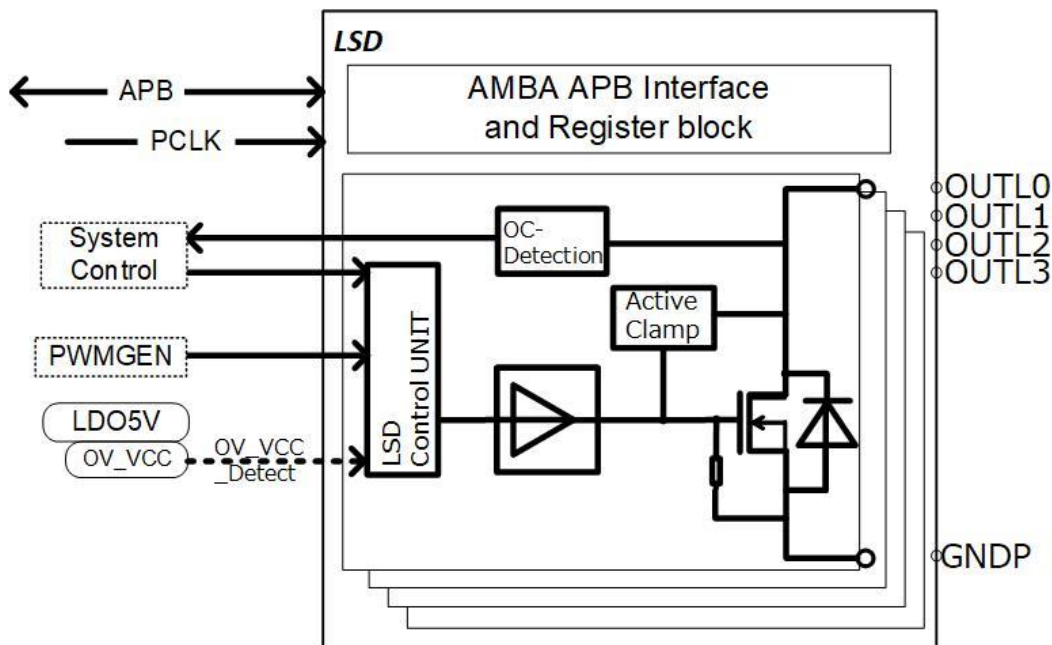 LSD
APB
AMBA APB Interface
and Register block
PCLK
OUTL0
OUTL1
OUTL2
OUTL3
System
Control
OC-
Detection
Active
Clamp
PWMGEN
LSD
Control UNIT
LDO5V
OV_VCC
OV_VCC
_Detect
GNDP